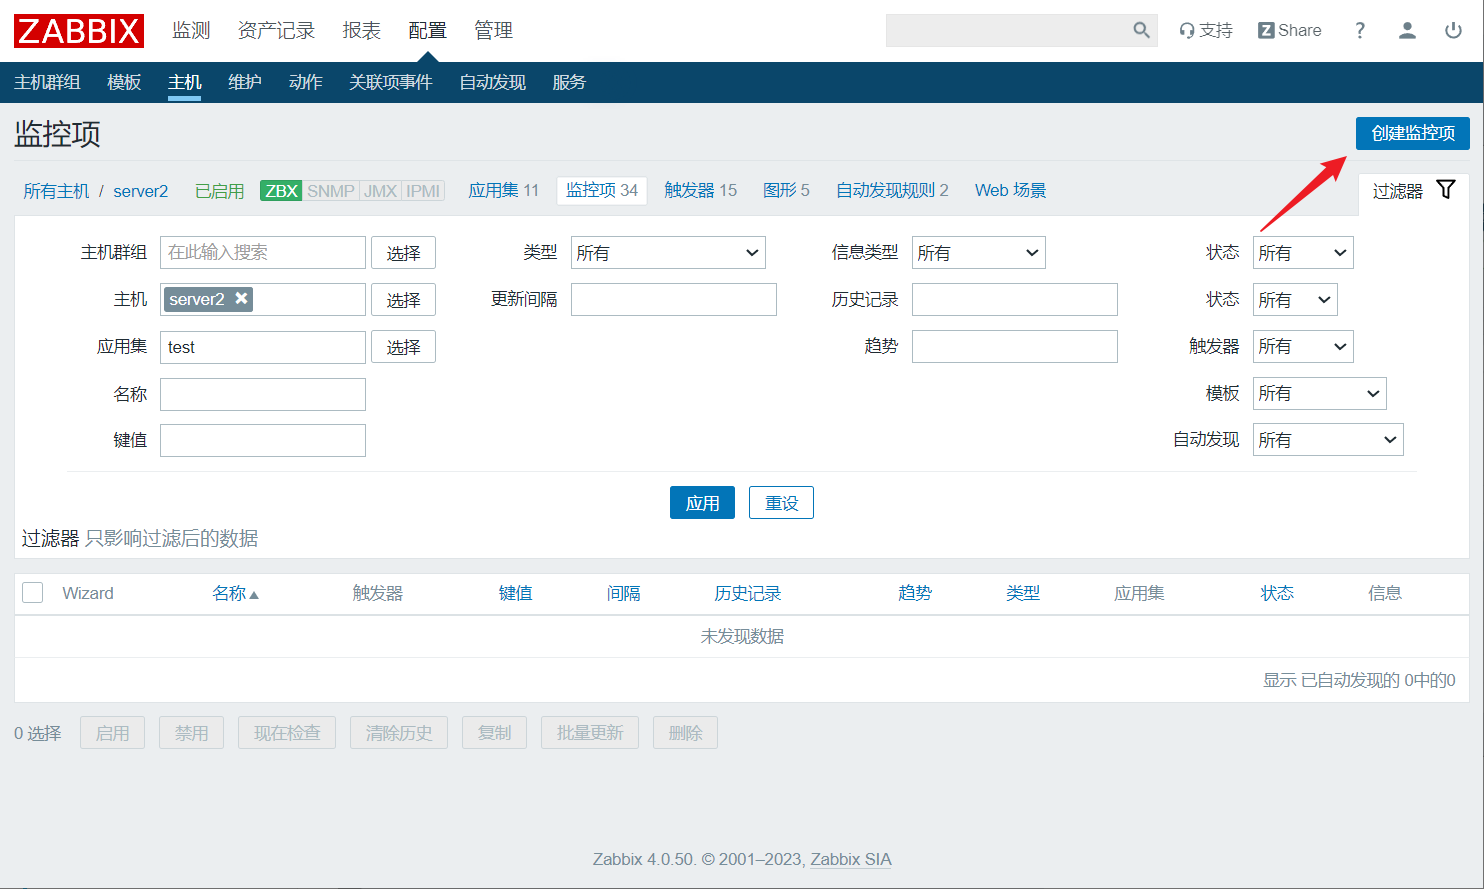 ZABBIX 监测 资产记录 报表 配置 管理 支持 Z Share ?
主机群组 模板 主机 维护 动作 关联项事件 自动发现 服务
监控项 创建监控项
所有主机 / server2 已启用 ZBX SNMP JMX IPMI 应用集 11 监控项 34 触发器 15 图形 5 自动发现规则 2 Web 场景 过滤器
主机群组 在此输入搜索 选择 类型 所有 信息类型 所有 状态 所有
主机 server2 选择 更新间隔 历史记录 状态 所有
应用集 test 选择 趋势 触发器 所有
名称 模板 所有
键值 自动发现 所有
应用 重设
过滤器 只影响过滤后的数据
Wizard 名称▲ 触发器 键值 间隔 历史记录 趋势 类型 应用集 状态 信息
未发现数据
显示 已自动发现的 0中的0
0 选择 启用 禁用 现在检查 清除历史 复制 批量更新 删除
Zabbix 4.0.50. © 2001–2023, Zabbix SIA